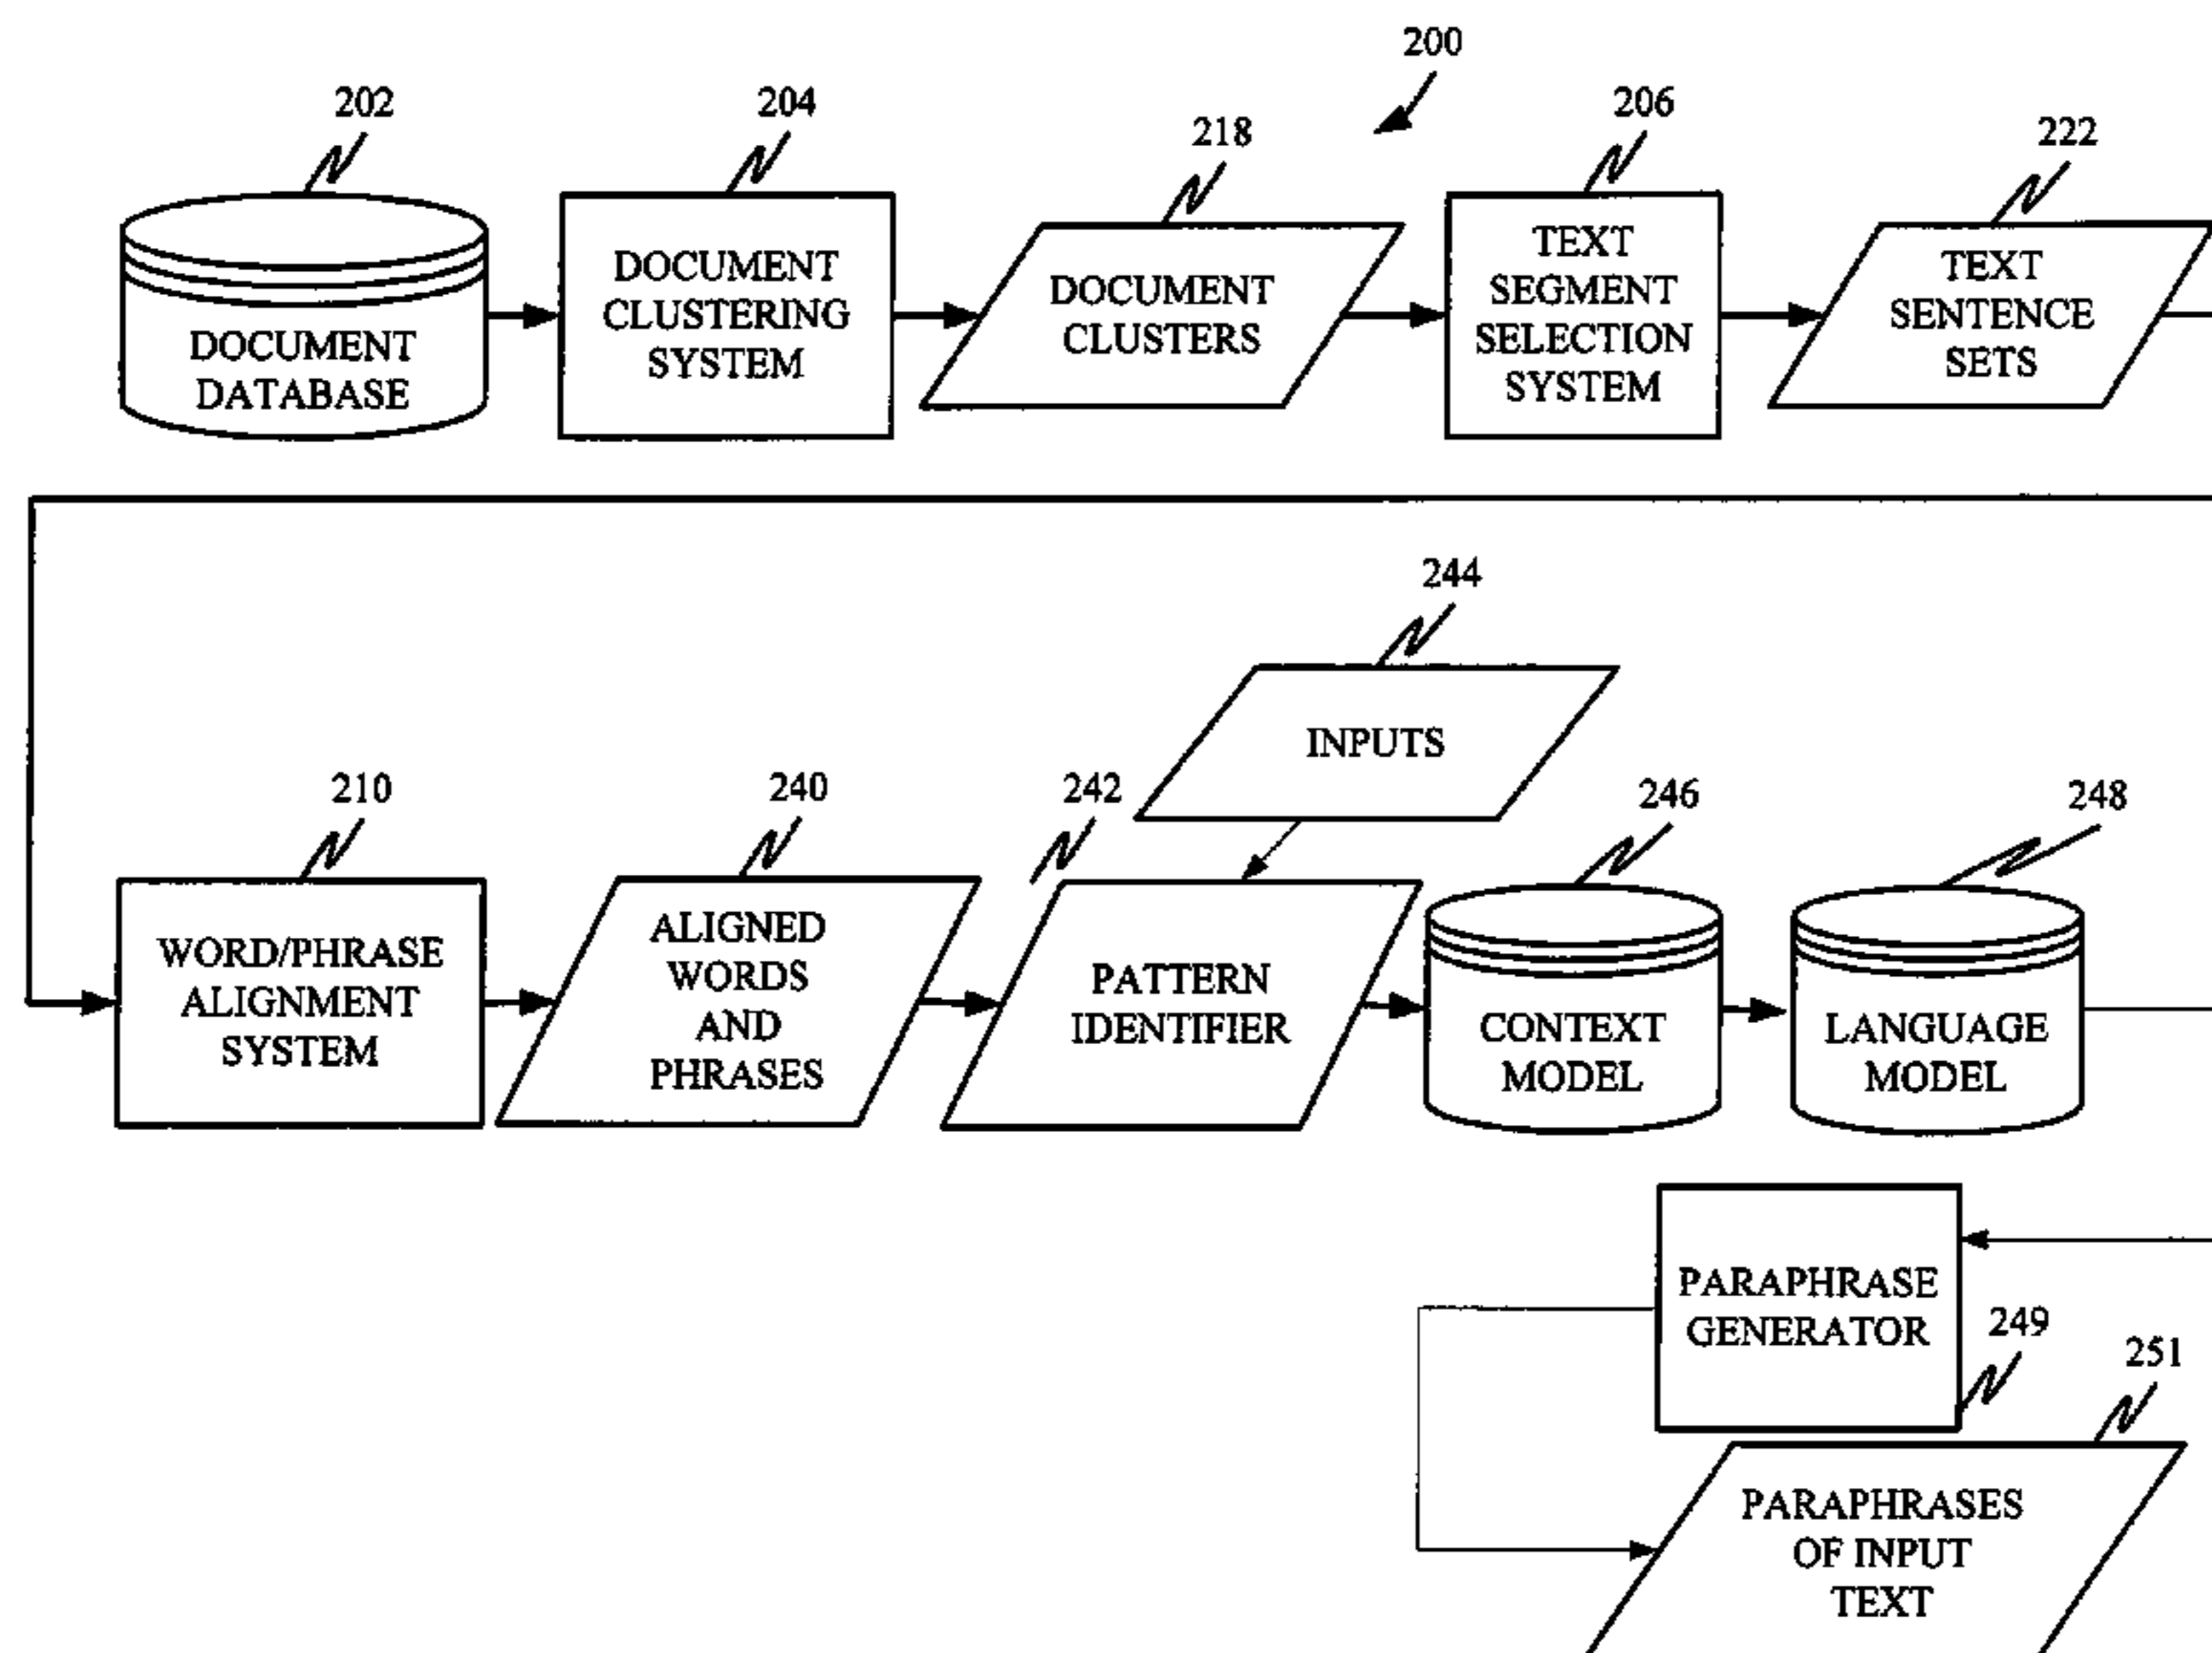 200
202
204
218
206
222
DOCUMENT
DATABASE
DOCUMENT
CLUSTERING
SYSTEM
DOCUMENT
CLUSTERS
TEXT
SEGMENT
SELECTION
SYSTEM
TEXT
SENTENCE
SETS
244
INPUTS
210
240
242
246
248
WORD/PHRASE
ALIGNMENT
SYSTEM
ALIGNED
WORDS
AND
PHRASES
PATTERN
IDENTIFIER
CONTEXT
MODEL
LANGUAGE
MODEL
PARAPHRASE
GENERATOR
249
251
PARAPHRASES
OF INPUT
TEXT